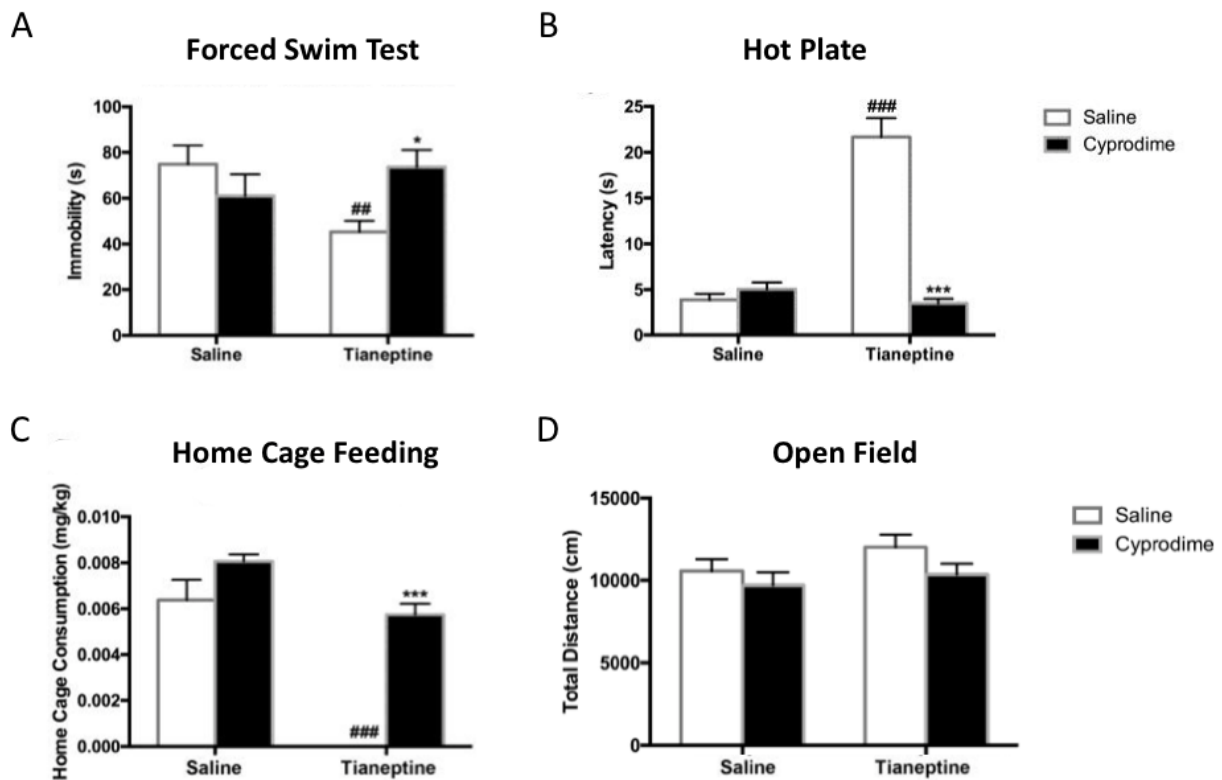 A
Forced Swim Test
Immobility (s)
100
80
60
40
20
0
##
*
Saline
Tianeptine
B
Hot Plate
Latency (s)
25
20
15
10
5
0
###
***
Saline
Tianeptine
Saline
Cyprodime
C
Home Cage Feeding
Home Cage Consumption (mg/kg)
0.010
0.008
0.006
0.004
0.002
0.000
###
***
Saline
Tianeptine
D
Open Field
Total Distance (cm)
15000
10000
5000
0
Saline
Tianeptine
Saline
Cyprodime